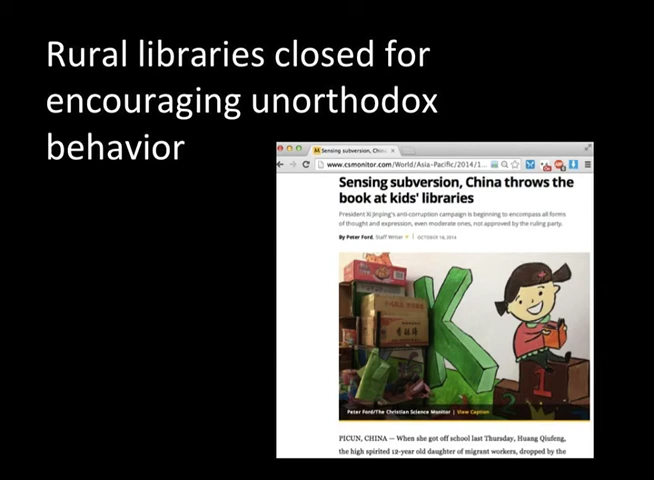 Rural libraries closed for
encouraging unorthodox
behavior
Sensing subversion, Chin
www.csmonitor.com/World/Asia-Pacific/2014/1...
Sensing subversion, China throws the
book at kids' libraries
President Xi Jinping's anti-corruption campaign is beginning to encompass all forms
of thought and expression, even moderate ones, not approved by the ruling party.
By Peter Ford, Staff Writer | OCTOBER 18, 2014
K
1
2
Peter Ford/The Christian Science Monitor | View Caption
PICUN, CHINA — When she got off school last Thursday, Huang Qiufeng,
the high spirited 12-year old daughter of migrant workers, dropped by the